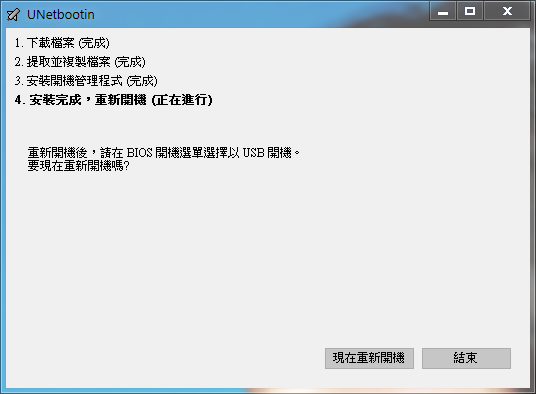 UNetbootin
1. 下載檔案 (完成)
2. 提取並複製檔案 (完成)
3. 安裝開機管理程式 (完成)
4. 安裝完成，重新開機 (正在進行)
重新開機後，請在 BIOS 開機選單選擇以 USB 開機。
要現在重新開機嗎?
現在重新開機
結束